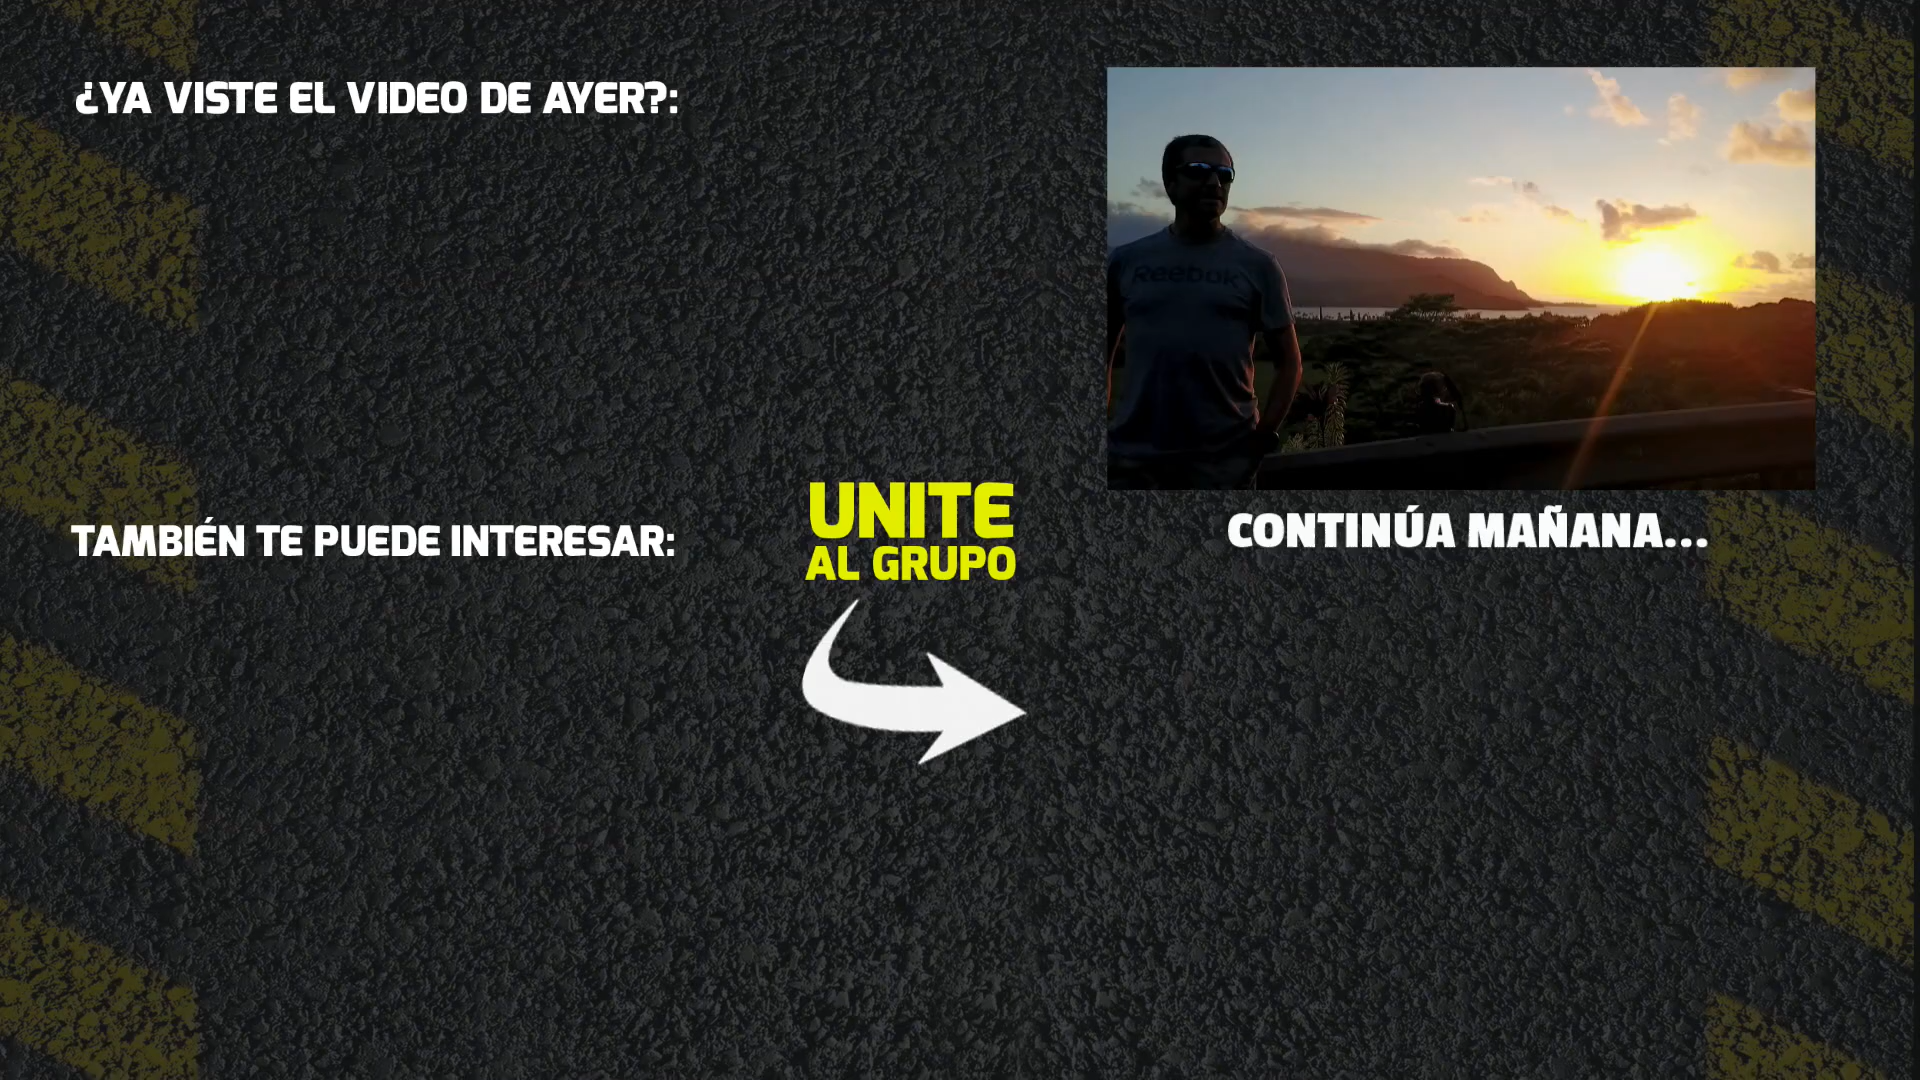 ¿YA VISTE EL VIDEO DE AYER?:
Reebok
TAMBIÉN TE PUEDE INTERESAR:
UNITE
AL GRUPO
CONTINÚA MAÑANA...